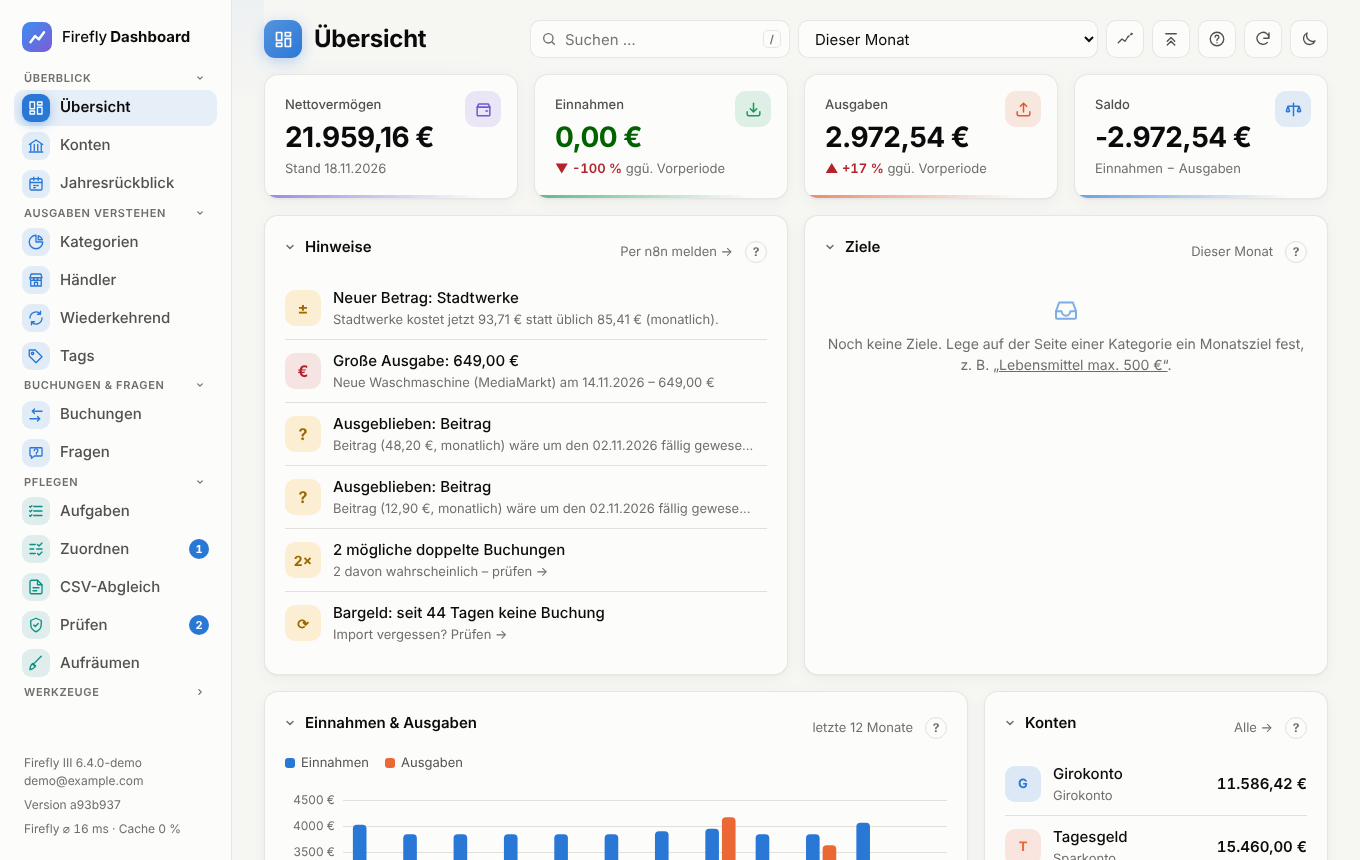 Firefly Dashboard
ÜBERBLICK
Übersicht
Konten
Jahresrückblick
AUSGABEN VERSTEHEN
Kategorien
Händler
Wiederkehrend
Tags
BUCHUNGEN & FRAGEN
Buchungen
Fragen
PFLEGEN
Aufgaben
Zuordnen 1
CSV-Abgleich
Prüfen 2
Aufräumen
WERKZEUGE
Firefly III 6.4.0-demo
demo@example.com
Version a93b937
Firefly ⌀ 16 ms · Cache 0 %
Übersicht
Suchen … /
Dieser Monat
Nettovermögen
21.959,16 €
Stand 18.11.2026
Einnahmen
0,00 €
▼ -100 % ggü. Vorperiode
Ausgaben
2.972,54 €
▲ +17 % ggü. Vorperiode
Saldo
-2.972,54 €
Einnahmen − Ausgaben
Hinweise
Per n8n melden → ?
± Neuer Betrag: Stadtwerke
Stadtwerke kostet jetzt 93,71 € statt üblich 85,41 € (monatlich).
€ Große Ausgabe: 649,00 €
Neue Waschmaschine (MediaMarkt) am 14.11.2026 – 649,00 €
? Ausgeblieben: Beitrag
Beitrag (48,20 €, monatlich) wäre um den 02.11.2026 fällig gewese…
? Ausgeblieben: Beitrag
Beitrag (12,90 €, monatlich) wäre um den 02.11.2026 fällig gewese…
2× 2 mögliche doppelte Buchungen
2 davon wahrscheinlich – prüfen →
⟳ Bargeld: seit 44 Tagen keine Buchung
Import vergessen? Prüfen →
Ziele
Dieser Monat ?
Noch keine Ziele. Lege auf der Seite einer Kategorie ein Monatsziel fest,
z. B. „Lebensmittel max. 500 €“.
Einnahmen & Ausgaben
letzte 12 Monate ?
Einnahmen Ausgaben
4500 €
4000 €
3500 €
Konten
Alle → ?
G Girokonto
Girokonto
11.586,42 €
T Tagesgeld
Sparkonto
15.460,00 €